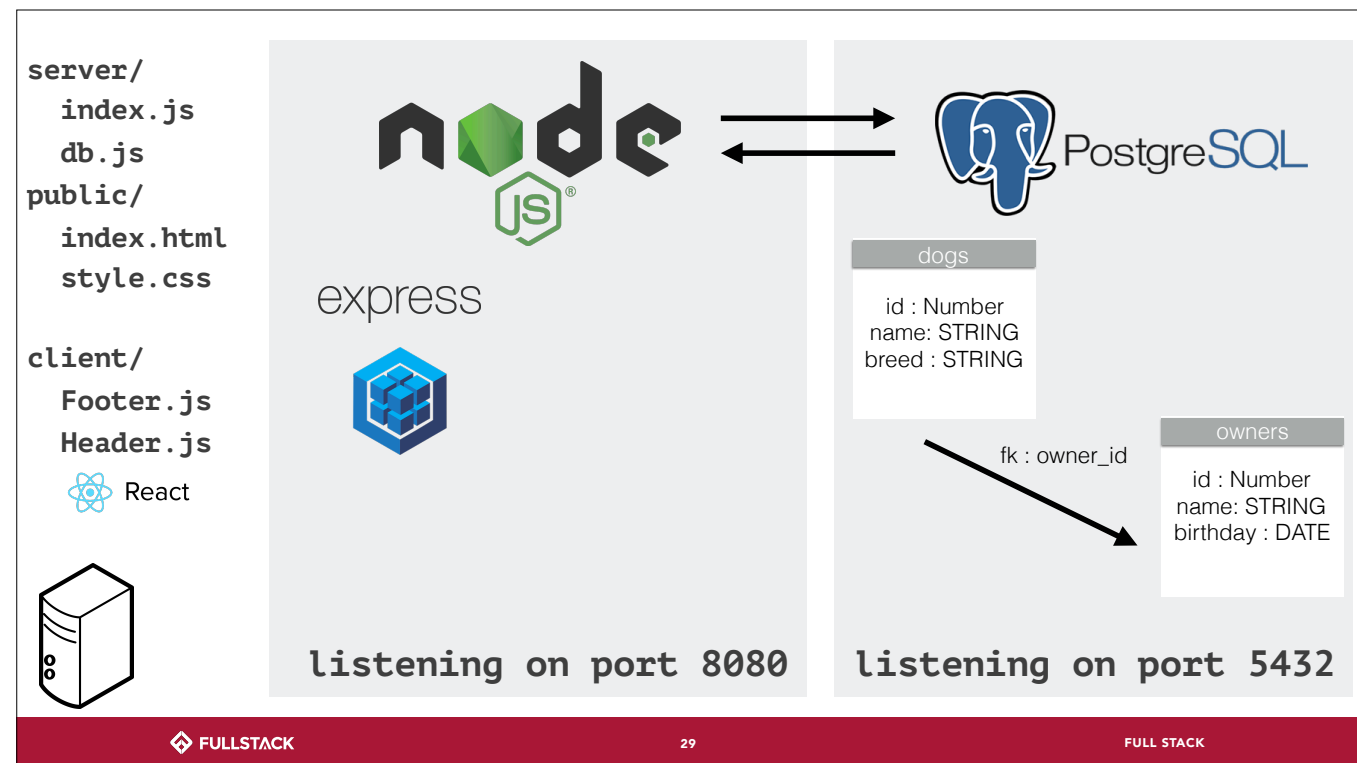 server/
index.js
db.js
public/
index.html
style.css
client/
Footer.js
Header.js
React
node
JS®
express
listening on port 8080
PostgreSQL
dogs
id : Number
name: STRING
breed : STRING
fk : owner_id
owners
id : Number
name: STRING
birthday : DATE
listening on port 5432
FULLSTACK
29
FULL STACK